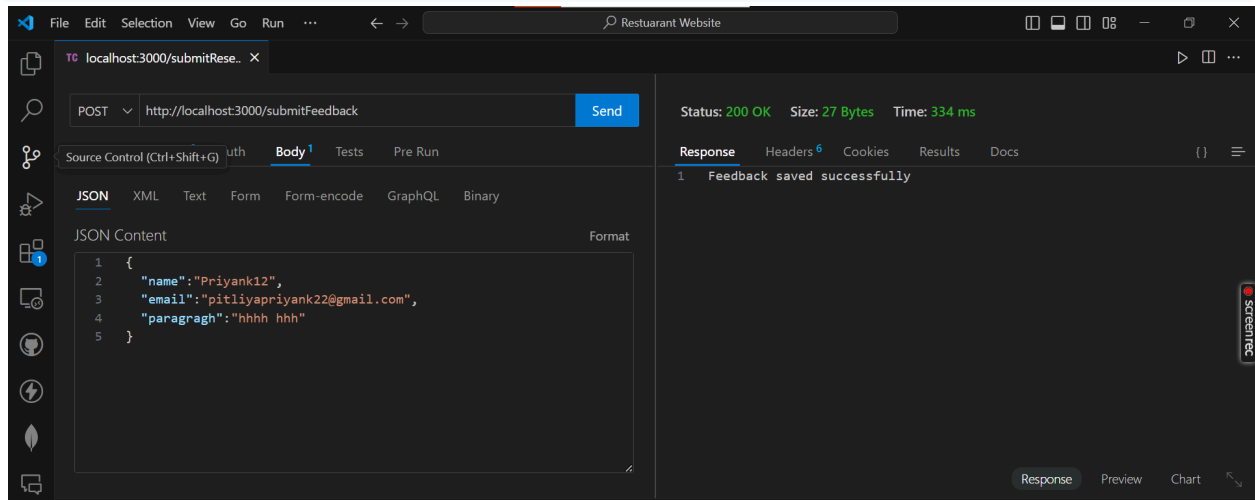 File Edit Selection View Go Run ··· ← → Restuarant Website
TC localhost:3000/submitRese.. ×
POST http://localhost:3000/submitFeedback Send
Status: 200 OK Size: 27 Bytes Time: 334 ms
Source Control (Ctrl+Shift+G) uth Body 1 Tests Pre Run
Response Headers 6 Cookies Results Docs {}
JSON XML Text Form Form-encode GraphQL Binary
1 Feedback saved successfully
JSON Content Format
1 {
2 "name":"Priyank12",
3 "email":"pitliyapriyank22@gmail.com",
4 "paragragh":"hhhh hhh"
5 }
1
screenrec
Response Preview Chart